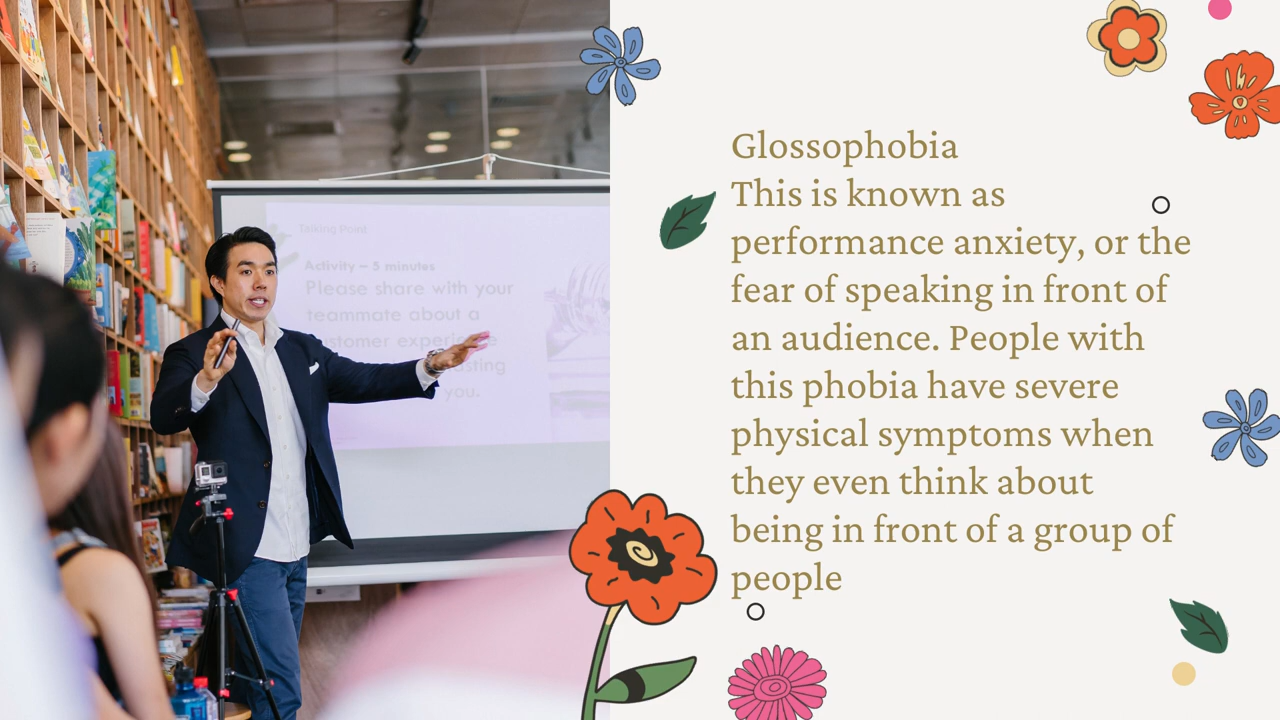 Talking Point
Activity – 5 minutes
Please share with your
teammate about a
you.
Glossophobia
This is known as
performance anxiety, or the
fear of speaking in front of
an audience. People with
this phobia have severe
physical symptoms when
they even think about
being in front of a group of
people